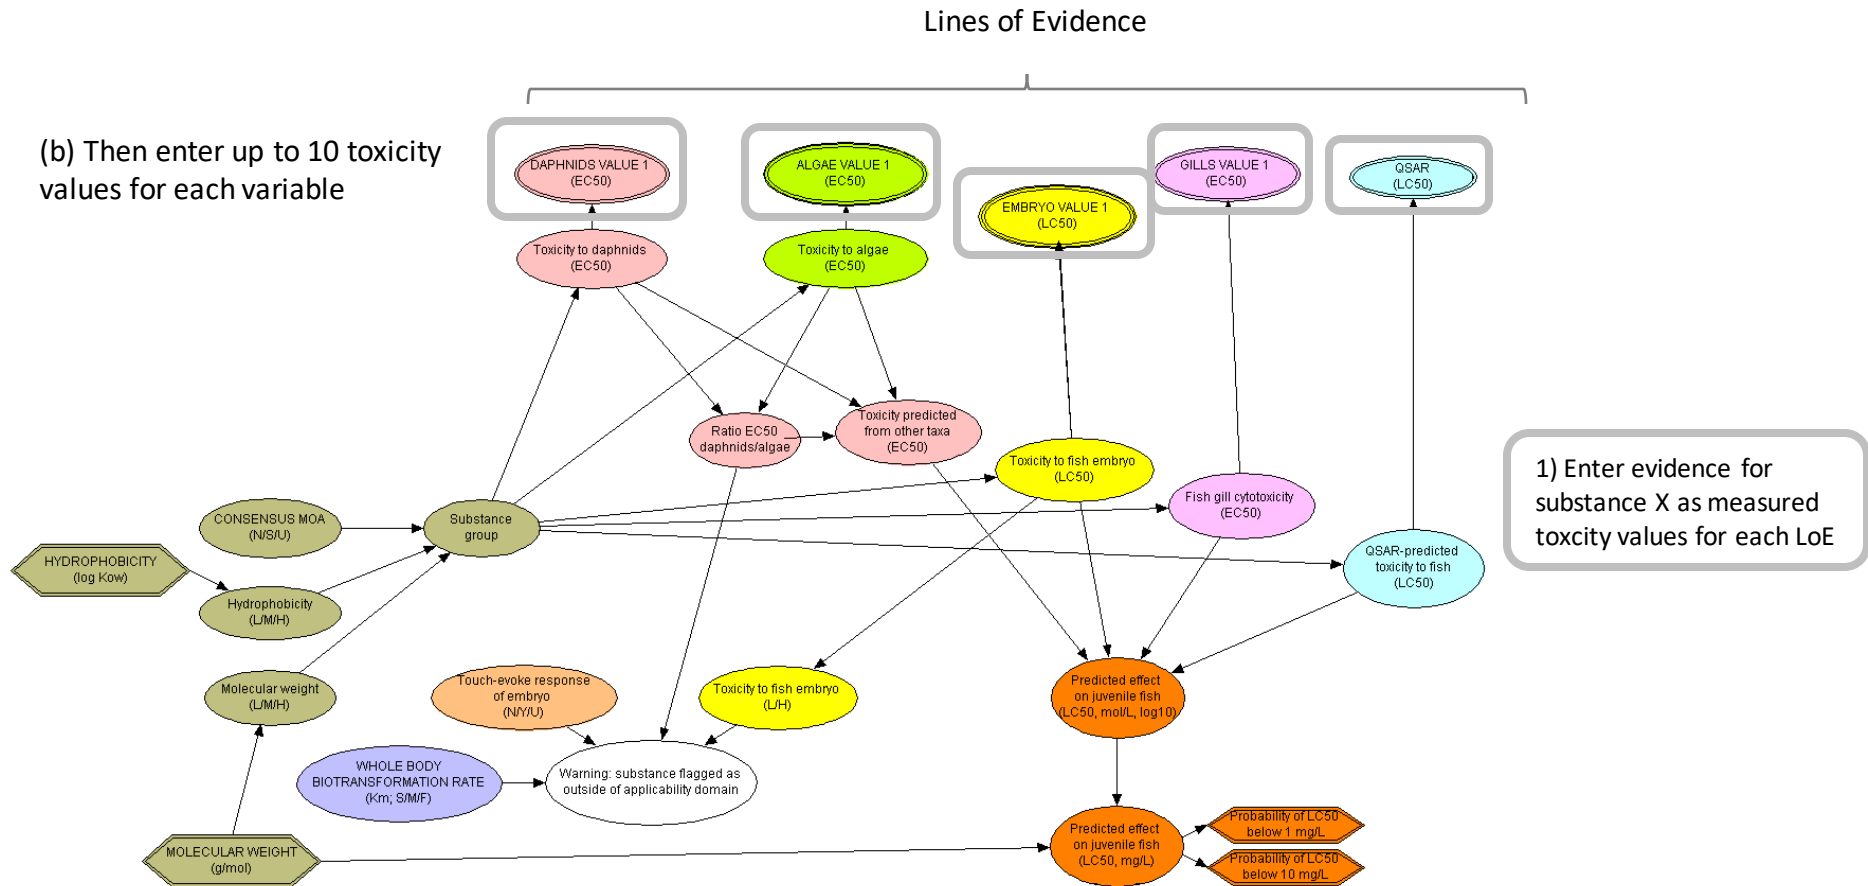 Lines of Evidence
(b) Then enter up to 10 toxicity
values for each variable
DAPHNIDS VALUE 1
(EC50)
ALGAE VALUE 1
(EC50)
EMBRYO VALUE 1
(LC50)
GILLS VALUE 1
(EC50)
QSAR
(LC50)
Toxicity to daphnids
(EC50)
Toxicity to algae
(EC50)
Ratio EC50
daphnids/algae
Toxicity predicted
from other taxa
(EC50)
Toxicity to fish embryo
(LC50)
Fish gill cytotoxicity
(EC50)
1) Enter evidence for
substance X as measured
toxcity values for each LoE
CONSENSUS MOA
(N/S/U)
Substance
group
HYDROPHOBICITY
(log Kow)
Hydrophobicity
(L/M/H)
QSAR-predicted
toxicity to fish
(LC50)
Molecular weight
(L/M/H)
Touch-evoke response
of embryo
(N/Y/U)
Toxicity to fish embryo
(L/H)
Predicted effect
on juvenile fish
(LC50, mol/L, log10)
WHOLE BODY
BIOTRANSFORMATION RATE
(Km; S/M/F)
Warning: substance flagged as
outside of applicability domain
MOLECULAR WEIGHT
(g/mol)
Predicted effect
on juvenile fish
(LC50, mg/L)
Probability of LC50
below 1 mg/L
Probability of LC50
below 10 mg/L